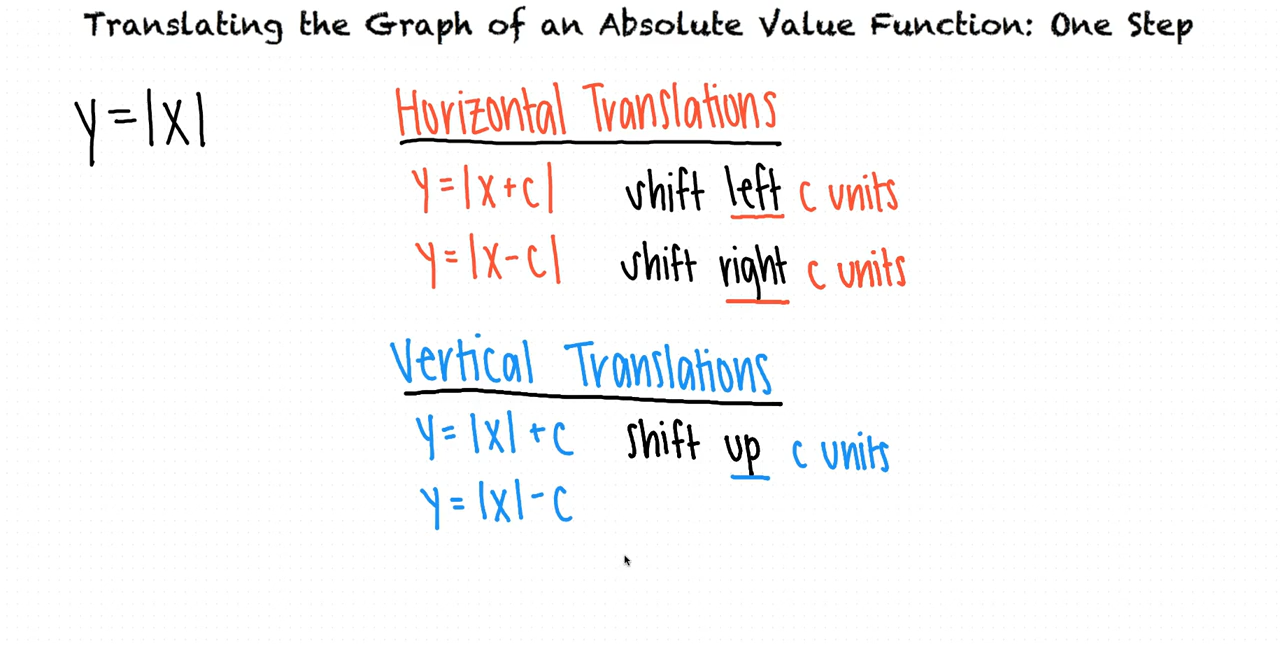 Translating the Graph of an Absolute Value Function: One Step
y=|x|
Horizontal Translations
y=|x+c| shift left c units
y=|x-c| shift right c units
Vertical Translations
y=|x|+c shift up c units
y=|x|-c